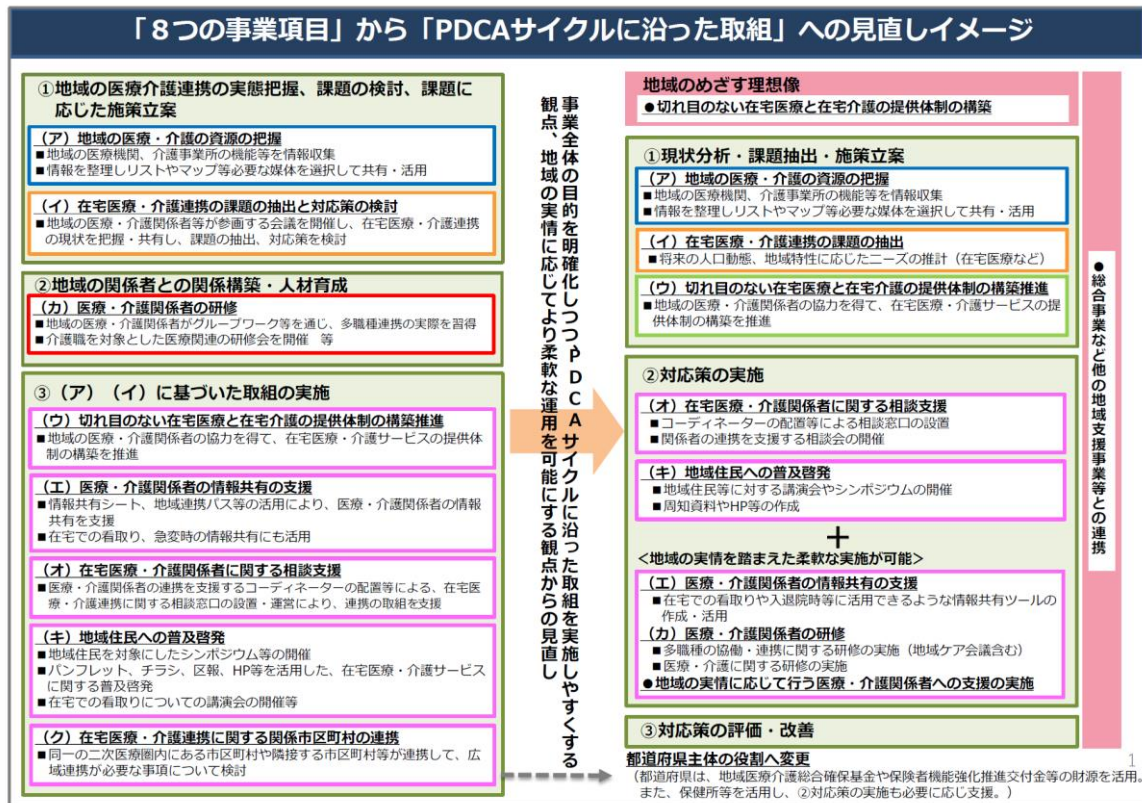 「８つの事業項目」から「PDCAサイクルに沿った取組」への見直しイメージ
①地域の医療介護連携の実態把握、課題の検討、課題に
応じた施策立案
（ア）地域の医療・介護の資源の把握
■地域の医療機関、介護事業所の機能等を情報収集
■情報を整理しリストやマップ等必要な媒体を選択して共有・活用
（イ）在宅医療・介護連携の課題の抽出と対応策の検討
■地域の医療・介護関係者等が参画する会議を開催し、在宅医療・介護連携
の現状を把握・共有し、課題の抽出、対応策を検討
②地域の関係者との関係構築・人材育成
（カ）医療・介護関係者の研修
■地域の医療・介護関係者がグループワーク等を通じ、多職種連携の実際を習得
■介護職を対象とした医療関連の研修会を開催　等
③（ア）（イ）に基づいた取組の実施
（ウ）切れ目のない在宅医療と在宅介護の提供体制の構築推進
■地域の医療・介護関係者の協力を得て、在宅医療・介護サービスの提供体
制の構築を推進
（エ）医療・介護関係者の情報共有の支援
■情報共有シート、地域連携パス等の活用により、医療・介護関係者の情報
共有を支援
■在宅での看取り、急変時の情報共有にも活用
（オ）在宅医療・介護関係者に関する相談支援
■医療・介護関係者の連携を支援するコーディネーターの配置等による、在宅医
療・介護連携に関する相談窓口の設置・運営により、連携の取組を支援
（キ）地域住民への普及啓発
■地域住民を対象にしたシンポジウム等の開催
■パンフレット、チラシ、区報、HP等を活用した、在宅医療・介護サービス
に関する普及啓発
■在宅での看取りについての講演会の開催等
（ク）在宅医療・介護連携に関する関係市区町村の連携
■同一の二次医療圏内にある市区町村や隣接する市区町村等が連携して、広
域連携が必要な事項について検討
事業全体の目的を明確化しつつ、PDCAサイクルに沿った取組を実施しやすくする
観点、地域の実情に応じてより柔軟な運用を可能にする観点からの見直し
地域のめざす理想像
●切れ目のない在宅医療と在宅介護の提供体制の構築
①現状分析・課題抽出・施策立案
（ア）地域の医療・介護の資源の把握
■地域の医療機関、介護事業所の機能等を情報収集
■情報を整理しリストやマップ等必要な媒体を選択して共有・活用
（イ）在宅医療・介護連携の課題の抽出
■将来の人口動態、地域特性に応じたニーズの推計（在宅医療など）
（ウ）切れ目のない在宅医療と在宅介護の提供体制の構築推進
■地域の医療・介護関係者の協力を得て、在宅医療・介護サービスの提
供体制の構築を推進
②対応策の実施
（オ）在宅医療・介護関係者に関する相談支援
■コーディネーターの配置等による相談窓口の設置
■関係者の連携を支援する相談会の開催
（キ）地域住民への普及啓発
■地域住民等に対する講演会やシンポジウムの開催
■周知資料やHP等の作成
＋
＜地域の実情を踏まえた柔軟な実施が可能＞
（エ）医療・介護関係者の情報共有の支援
■在宅での看取りや入退院時等に活用できるような情報共有ツールの
作成・活用
（カ）医療・介護関係者の研修
■多職種の協働・連携に関する研修の実施（地域ケア会議含む）
■医療・介護に関する研修の実施
●地域の実情に応じて行う医療・介護関係者への支援の実施
③対応策の評価・改善
●総合事業など他の地域支援事業等との連携
都道府県主体の役割へ変更
（都道府県は、地域医療介護総合確保基金や保険者機能強化推進交付金等の財源を活用。
また、保健所等を活用し、②対応策の実施も必要に応じ支援。）
1